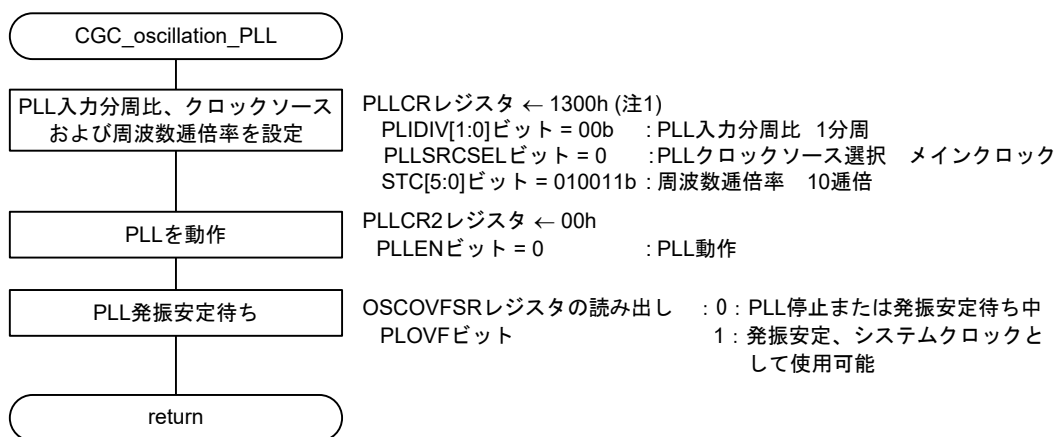 CGC_oscillation_PLL
PLL入力分周比、クロックソース
および周波数逓倍率を設定
PLLCRレジスタ ← 1300h (注1)
PLIDIV[1:0]ビット = 00b : PLL入力分周比 1分周
PLLSRCSELビット = 0 : PLLクロックソース選択 メインクロック
STC[5:0]ビット = 010011b : 周波数逓倍率 10逓倍
PLLを動作
PLLCR2レジスタ ← 00h
PLLENビット = 0 : PLL動作
PLL発振安定待ち
OSCOVFSRレジスタの読み出し : 0 : PLL停止または発振安定待ち中
PLOVFビット 1 : 発振安定、システムクロックと
して使用可能
return